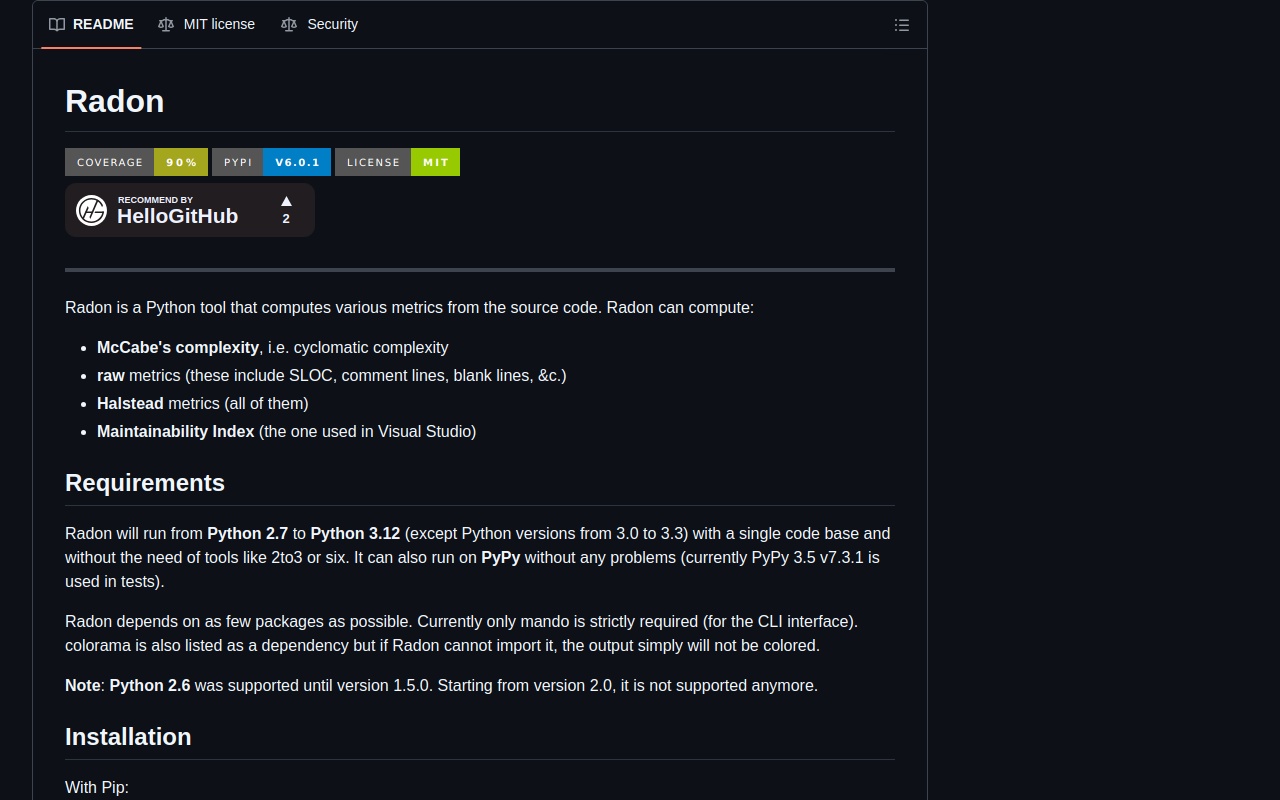 README
MIT license
Security
Radon
COVERAGE 90% PYPI V6.0.1 LICENSE MIT
RECOMMEND BY
HelloGitHub
2
Radon is a Python tool that computes various metrics from the source code. Radon can compute:
McCabe's complexity, i.e. cyclomatic complexity
raw metrics (these include SLOC, comment lines, blank lines, &c.)
Halstead metrics (all of them)
Maintainability Index (the one used in Visual Studio)
Requirements
Radon will run from Python 2.7 to Python 3.12 (except Python versions from 3.0 to 3.3) with a single code base and
without the need of tools like 2to3 or six. It can also run on PyPy without any problems (currently PyPy 3.5 v7.3.1 is
used in tests).
Radon depends on as few packages as possible. Currently only mando is strictly required (for the CLI interface).
colorama is also listed as a dependency but if Radon cannot import it, the output simply will not be colored.
Note: Python 2.6 was supported until version 1.5.0. Starting from version 2.0, it is not supported anymore.
Installation
With Pip: